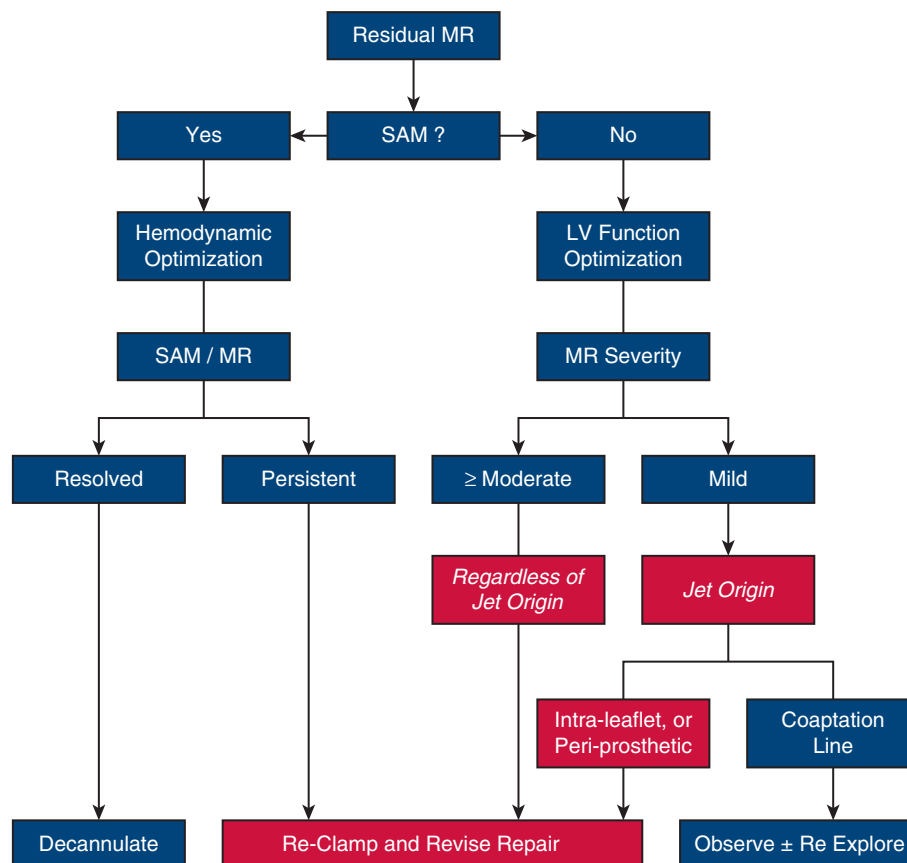 Residual MR
Yes
SAM ?
No
Hemodynamic
Optimization
LV Function
Optimization
SAM / MR
MR Severity
Resolved
Persistent
≥ Moderate
Mild
Regardless of
Jet Origin
Jet Origin
Intra-leaflet, or
Peri-prosthetic
Coaptation
Line
Decannulate
Re-Clamp and Revise Repair
Observe ± Re Explore